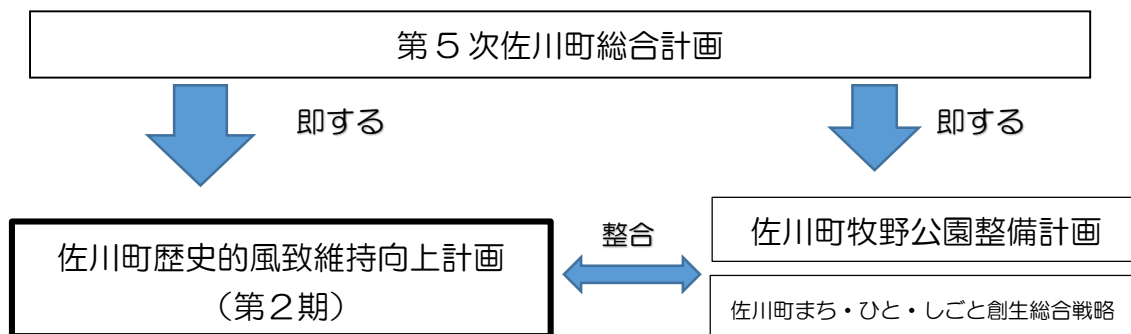 第5次佐川町総合計画
即する
即する
佐川町歴史的風致維持向上計画
(第2期)
整合
佐川町牧野公園整備計画
佐川町まち・ひと・しごと創生総合戦略